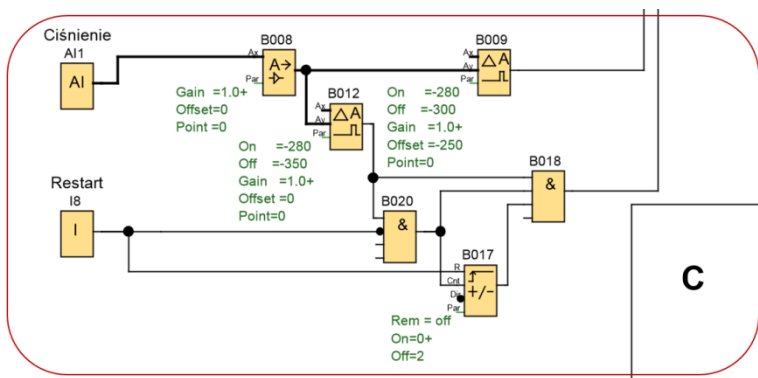 Ciśnienie
AI1
AI
B008
Ax
A→
Par
Gain =1.0+
Offset=0
Point =0
B012
Ax
Ay
Par
ΔA
On =-280
Off =-350
Gain =1.0+
Offset =0
Point=0
B009
Ax
Ay
Par
ΔA
On =-280
Off =-300
Gain =1.0+
Offset =-250
Point=0
Restart
I8
I
B020
&
B018
&
B017
R
Cnt
Dir
Par
+/-
Rem = off
On=0+
Off=2
C